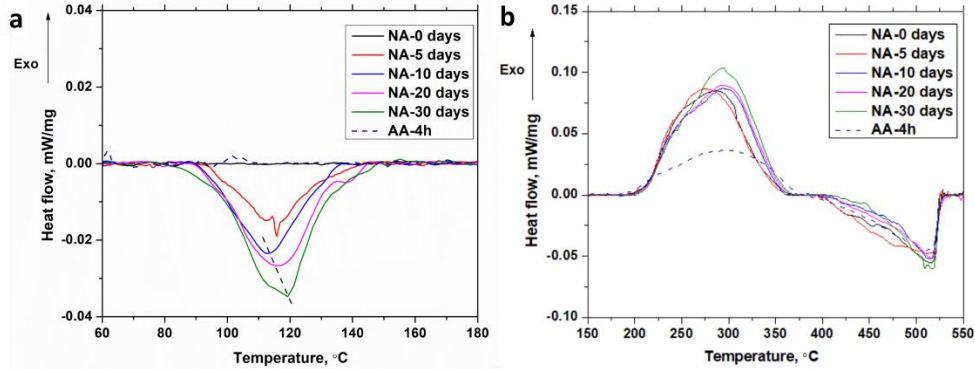 a
Exo
Heat flow, mW/mg
0.04
0.02
0.00
-0.02
-0.04
60
80
100
120
140
160
180
Temperature, °C
NA-0 days
NA-5 days
NA-10 days
NA-20 days
NA-30 days
AA-4h
b
Exo
Heat flow, mW/mg
0.10
0.05
0.00
-0.05
-0.10
150
200
250
300
350
400
450
500
550
Temperature, °C
NA-0 days
NA-5 days
NA-10 days
NA-20 days
NA-30 days
AA-4h